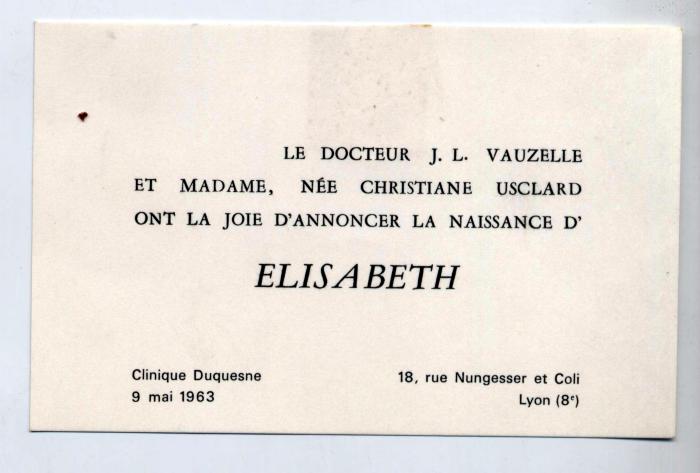 LE DOCTEUR J. L. VAUZELLE
ET MADAME, NÉE CHRISTIANE USCLARD
ONT LA JOIE D'ANNONCER LA NAISSANCE D'
ELISABETH
Clinique Duquesne
9 mai 1963
18, rue Nungesser et Coli
Lyon (8e)